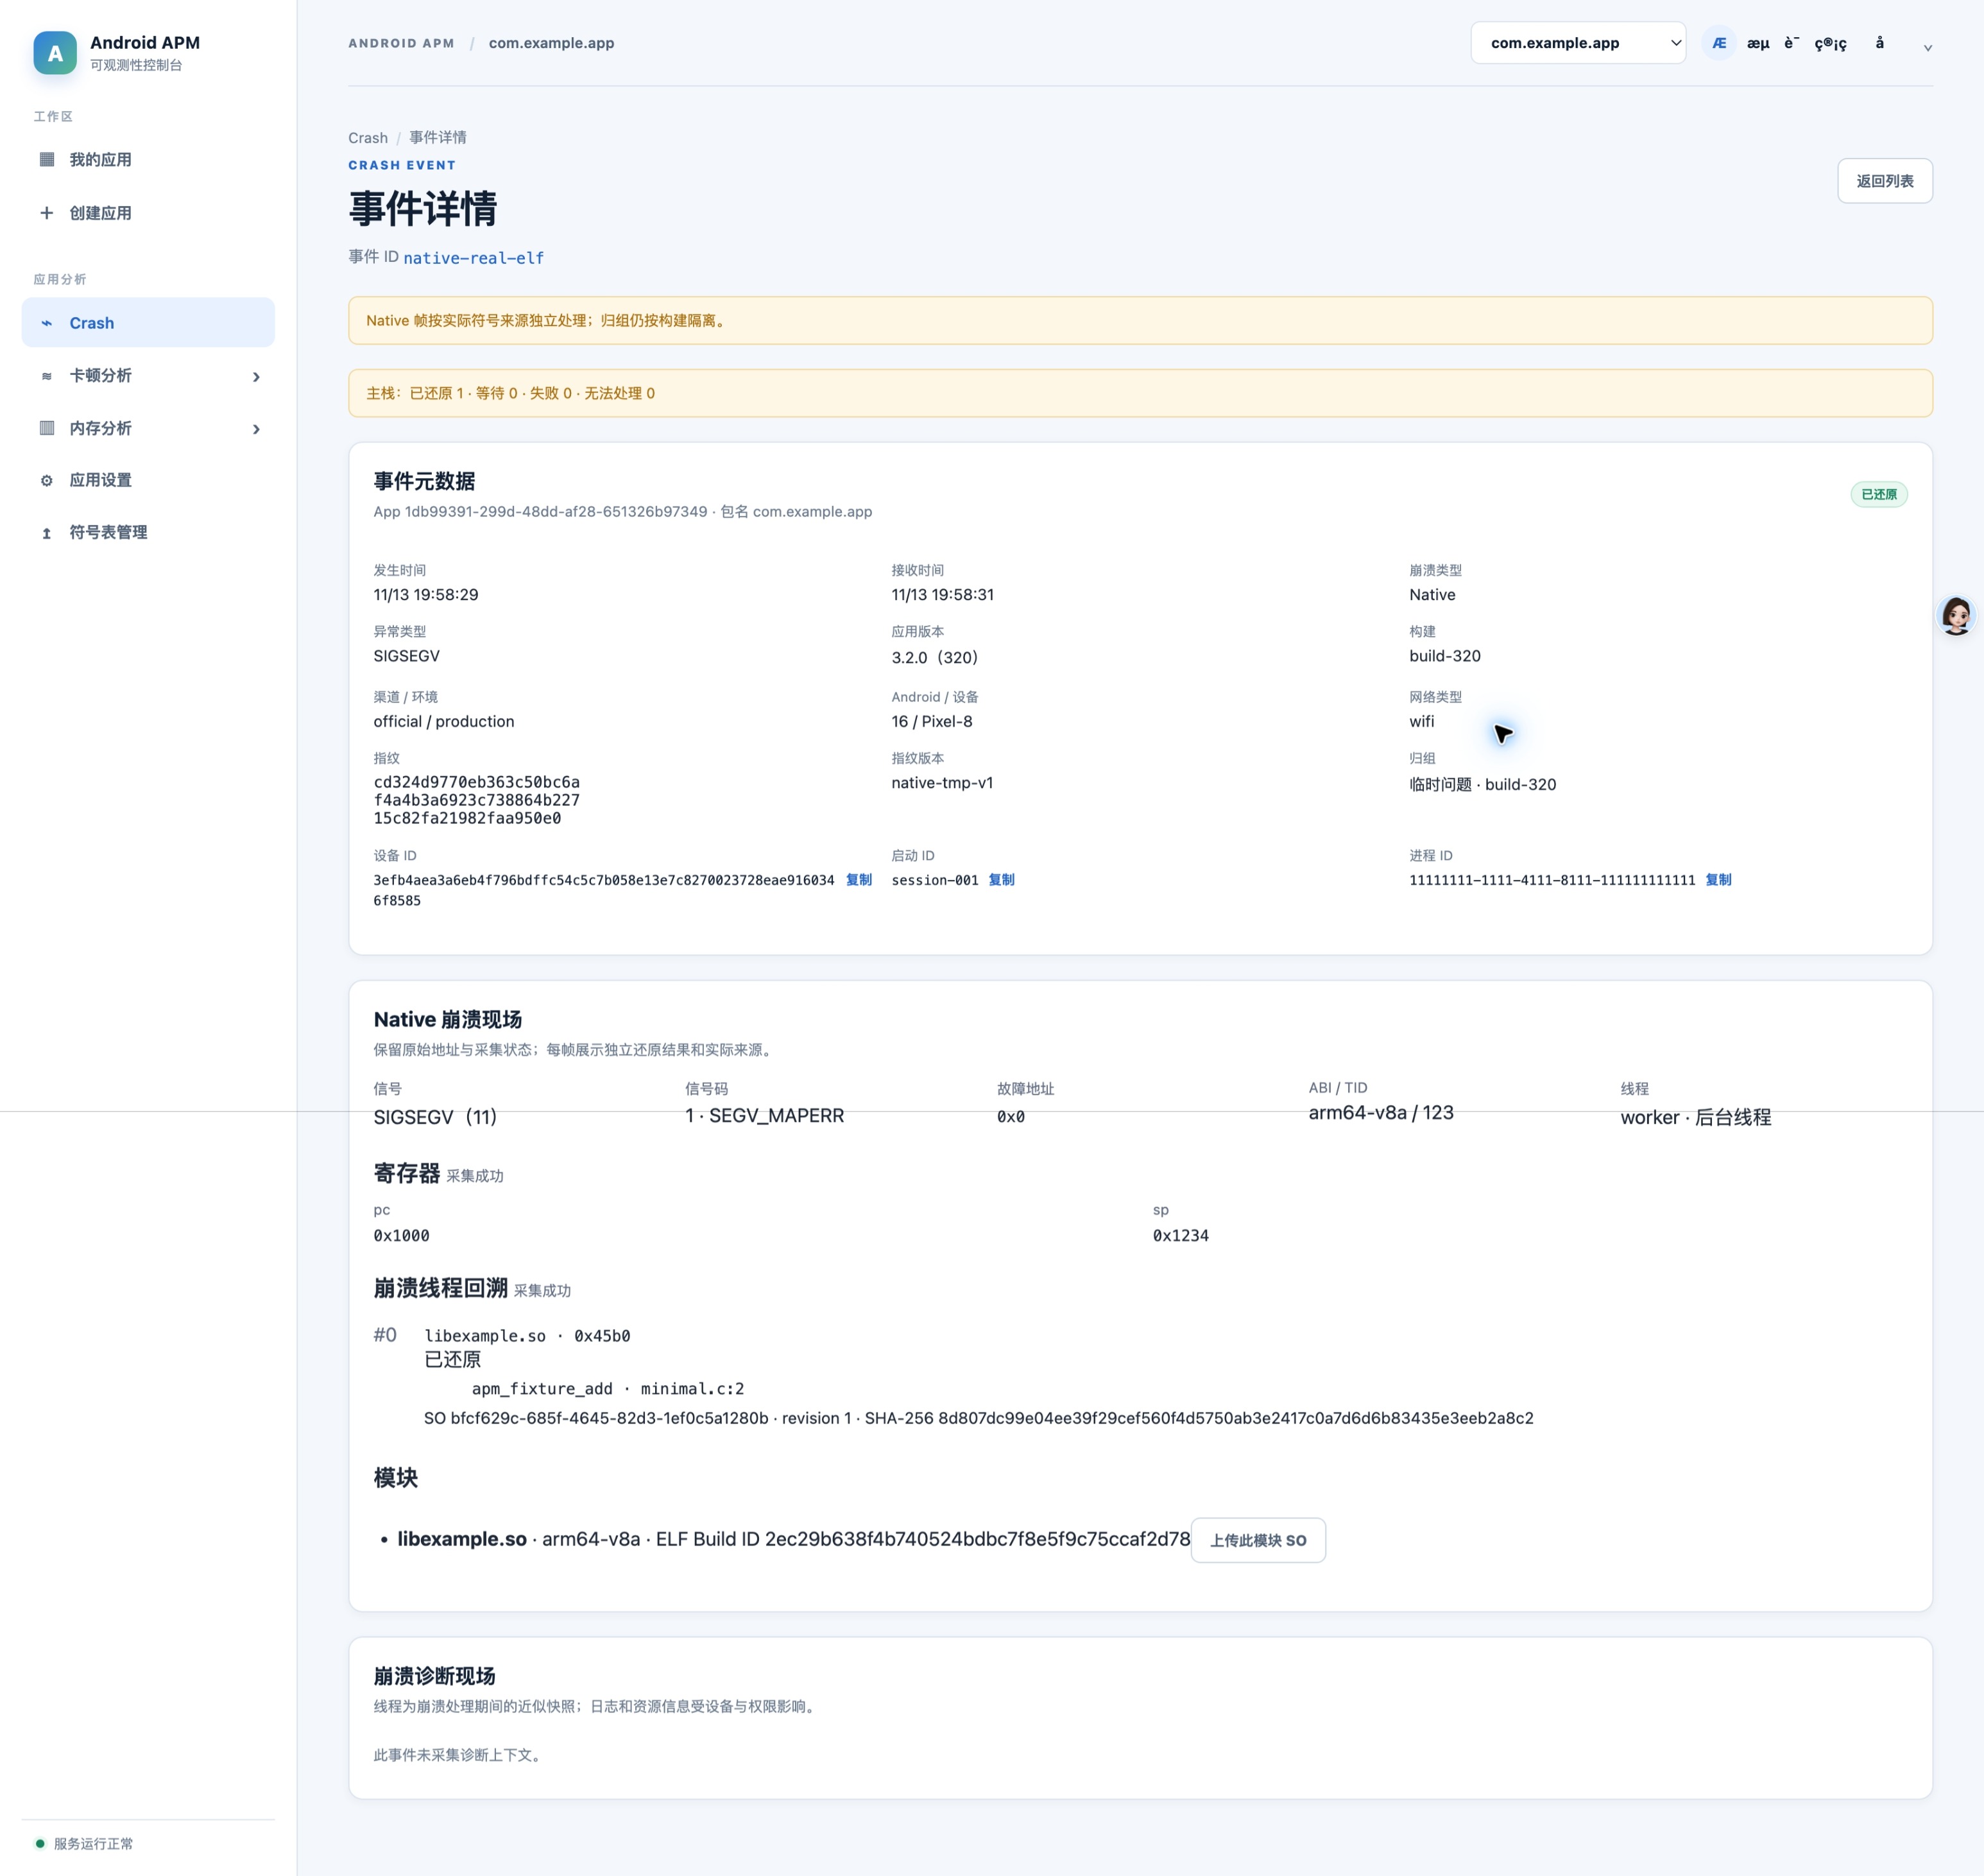 A
Android APM
可观测性控制台
工作区
我的应用
创建应用
应用分析
Crash
卡顿分析
内存分析
应用设置
符号表管理
服务运行正常
ANDROID APM / com.example.app
com.example.app
Æ æµ è¯ ç®¡ç å
Crash / 事件详情
CRASH EVENT
事件详情
返回列表
事件 ID native-real-elf
Native 帧按实际符号来源独立处理；归组仍按构建隔离。
主栈：已还原 1 · 等待 0 · 失败 0 · 无法处理 0
事件元数据
App 1db99391-299d-48dd-af28-651326b97349 · 包名 com.example.app
已还原
发生时间
11/13 19:58:29
接收时间
11/13 19:58:31
崩溃类型
Native
异常类型
SIGSEGV
应用版本
3.2.0（320）
构建
build-320
渠道 / 环境
official / production
Android / 设备
16 / Pixel-8
网络类型
wifi
指纹
cd324d9770eb363c50bc6a
f4a4b3a6923c738864b227
15c82fa21982faa950e0
指纹版本
native-tmp-v1
归组
临时问题 · build-320
设备 ID
3efb4aea3a6eb4f796bdffc54c5c7b058e13e7c8270023728eae916034 复制
6f8585
启动 ID
session-001 复制
进程 ID
11111111-1111-4111-8111-111111111111 复制
Native 崩溃现场
保留原始地址与采集状态；每帧展示独立还原结果和实际来源。
信号
SIGSEGV（11）
信号码
1 · SEGV_MAPERR
故障地址
0x0
ABI / TID
arm64-v8a / 123
线程
worker · 后台线程
寄存器 采集成功
pc
0x1000
sp
0x1234
崩溃线程回溯 采集成功
#0 libexample.so · 0x45b0
已还原
apm_fixture_add · minimal.c:2
SO bfcf629c-685f-4645-82d3-1ef0c5a1280b · revision 1 · SHA-256 8d807dc99e04ee39f29cef560f4d5750ab3e2417c0a7d6d6b83435e3eeb2a8c2
模块
• libexample.so · arm64-v8a · ELF Build ID 2ec29b638f4b740524bdbc7f8e5f9c75ccaf2d78 上传此模块 SO
崩溃诊断现场
线程为崩溃处理期间的近似快照；日志和资源信息受设备与权限影响。
此事件未采集诊断上下文。